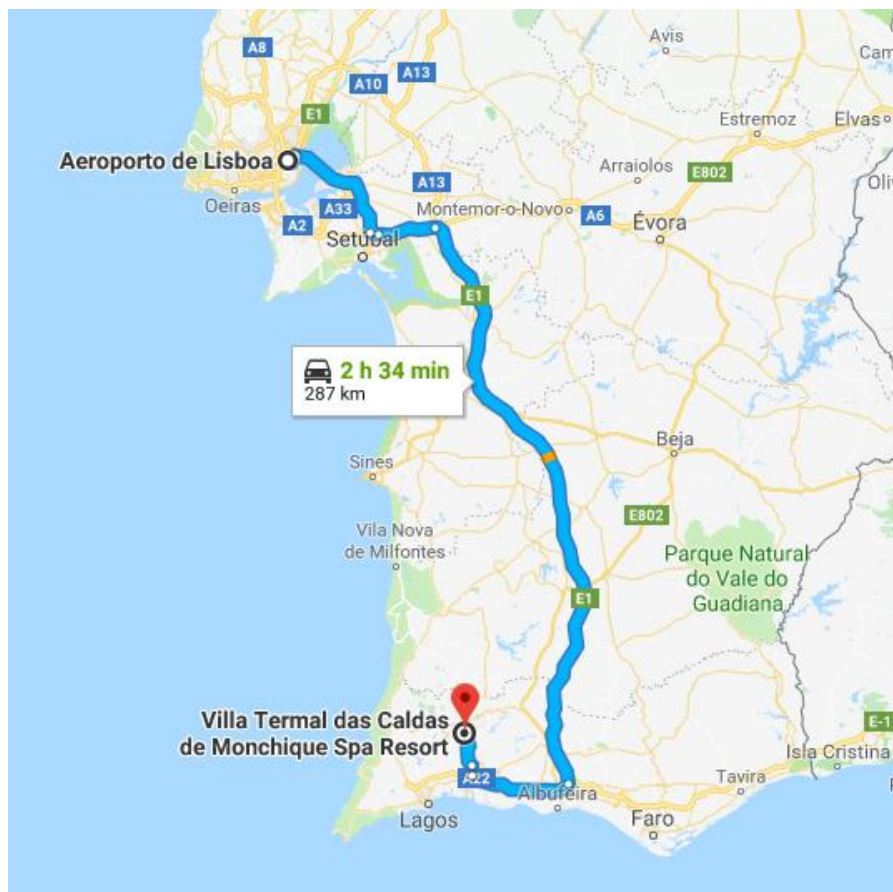 Avis
A8
A13
A10
Cam
E1
Estremoz
Elvas
Aeroporto de Lisboa
Arraiolos
E802
Oli
A13
Oeiras
A33
Montemor-o-Novo
A6
A2
Évora
Setúbal
E1
2 h 34 min
287 km
Beja
Sines
E802
Vila Nova
de Milfontes
Parque Natural
do Vale do
Guadiana
E1
Villa Termal das Caldas
de Monchique Spa Resort
E-1
Isla Cristina
A22
Tavira
Albufeira
Lagos
Faro